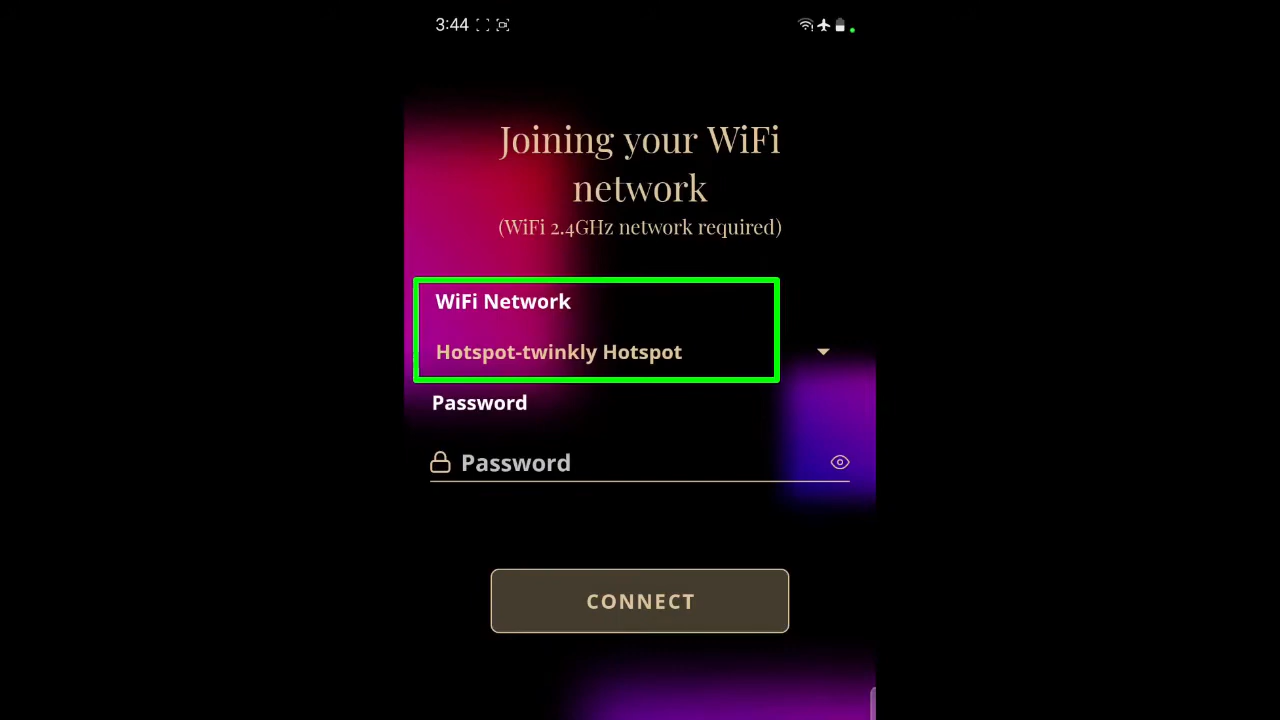 3:44
Joining your WiFi
network
(WiFi 2.4GHz network required)
WiFi Network
Hotspot-twinkly Hotspot
Password
Password
CONNECT